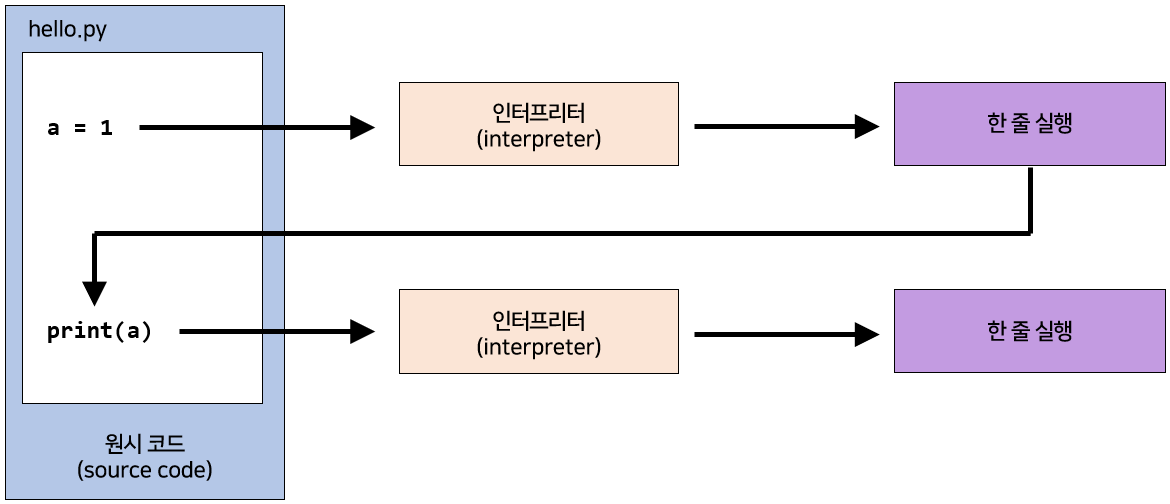 hello.py
a = 1
인터프리터
(interpreter)
한 줄 실행
print(a)
인터프리터
(interpreter)
한 줄 실행
원시 코드
(source code)